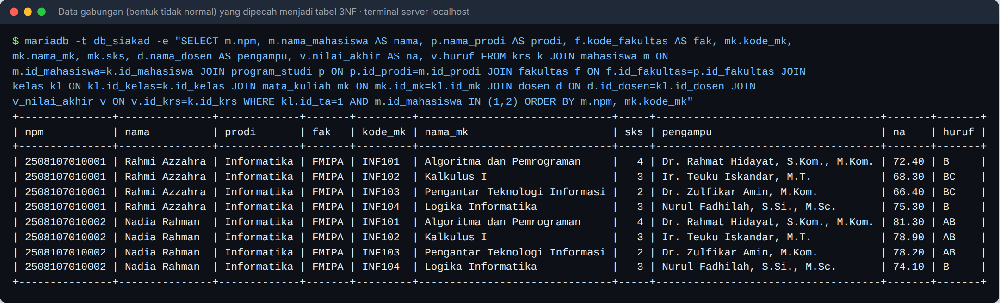 Data gabungan (bentuk tidak normal) yang dipecah menjadi tabel 3NF · terminal server localhost
$ mariadb -t db_siakad -e "SELECT m.npm, m.nama_mahasiswa AS nama, p.nama_prodi AS prodi, f.kode_fakultas AS fak, mk.kode_mk,
mk.nama_mk, mk.sks, d.nama_dosen AS pengampu, v.nilai_akhir AS na, v.huruf FROM krs k JOIN mahasiswa m ON
m.id_mahasiswa=k.id_mahasiswa JOIN program_studi p ON p.id_prodi=m.id_prodi JOIN fakultas f ON f.id_fakultas=p.id_fakultas JOIN
kelas kl ON kl.id_kelas=k.id_kelas JOIN mata_kuliah mk ON mk.id_mk=kl.id_mk JOIN dosen d ON d.id_dosen=kl.id_dosen JOIN
v_nilai_akhir v ON v.id_krs=k.id_krs WHERE kl.id_ta=1 AND m.id_mahasiswa IN (1,2) ORDER BY m.npm, mk.kode_mk"
+---------------+---------------+-------------+-------+---------+-------------------------------+-----+------------------------------------+-------+-------+
| npm           | nama          | prodi       | fak   | kode_mk | nama_mk                       | sks | pengampu                           | na    | huruf |
+---------------+---------------+-------------+-------+---------+-------------------------------+-----+------------------------------------+-------+-------+
| 2508107010001 | Rahmi Azzahra | Informatika | FMIPA | INF101  | Algoritma dan Pemrograman     |   4 | Dr. Rahmat Hidayat, S.Kom., M.Kom. | 72.40 | B     |
| 2508107010001 | Rahmi Azzahra | Informatika | FMIPA | INF102  | Kalkulus I                    |   3 | Ir. Teuku Iskandar, M.T.           | 68.30 | BC    |
| 2508107010001 | Rahmi Azzahra | Informatika | FMIPA | INF103  | Pengantar Teknologi Informasi |   2 | Dr. Zulfikar Amin, M.Kom.          | 66.40 | BC    |
| 2508107010001 | Rahmi Azzahra | Informatika | FMIPA | INF104  | Logika Informatika            |   3 | Nurul Fadhilah, S.Si., M.Sc.       | 75.30 | B     |
| 2508107010002 | Nadia Rahman  | Informatika | FMIPA | INF101  | Algoritma dan Pemrograman     |   4 | Dr. Rahmat Hidayat, S.Kom., M.Kom. | 81.30 | AB    |
| 2508107010002 | Nadia Rahman  | Informatika | FMIPA | INF102  | Kalkulus I                    |   3 | Ir. Teuku Iskandar, M.T.           | 78.90 | AB    |
| 2508107010002 | Nadia Rahman  | Informatika | FMIPA | INF103  | Pengantar Teknologi Informasi |   2 | Dr. Zulfikar Amin, M.Kom.          | 78.20 | AB    |
| 2508107010002 | Nadia Rahman  | Informatika | FMIPA | INF104  | Logika Informatika            |   3 | Nurul Fadhilah, S.Si., M.Sc.       | 74.10 | B     |
+---------------+---------------+-------------+-------+---------+-------------------------------+-----+------------------------------------+-------+-------+